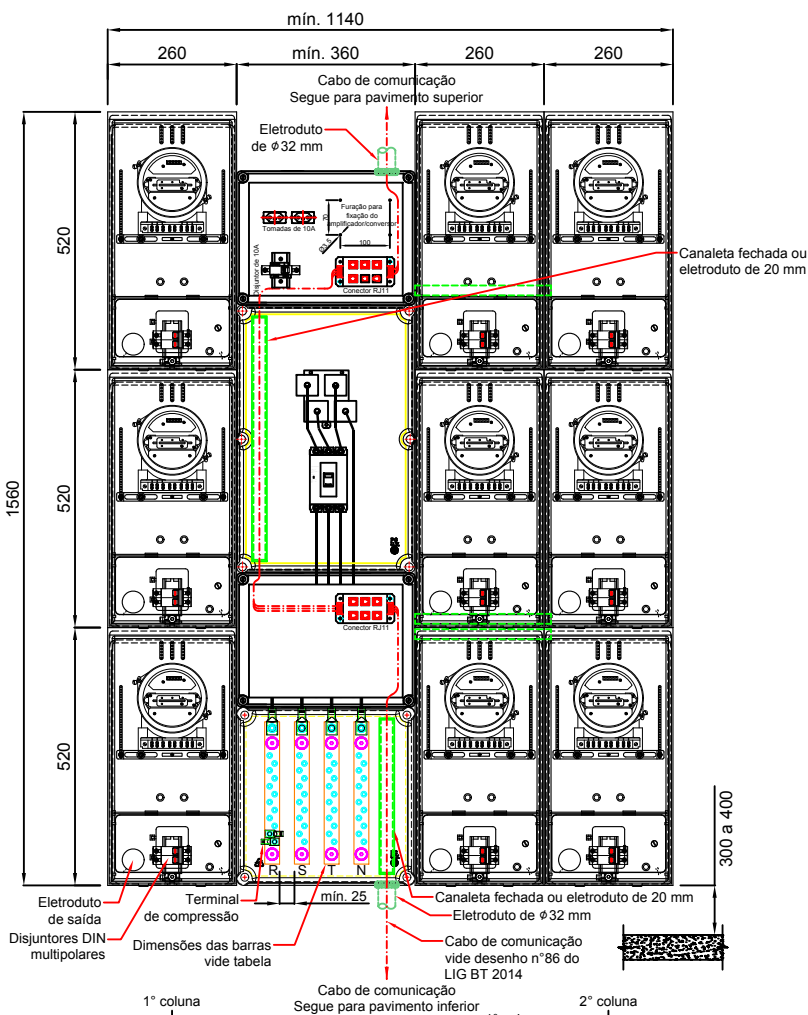 mín. 1140
260
mín. 360
260
260
Cabo de comunicação
Segue para pavimento superior
Eletroduto
de ϕ32 mm
520
Furação para
fixação do
amplificador/conversor
Tomadas de 10A
70
100
Ø3,5
Disjuntor de 10A
Conector RJ11
Canaleta fechada ou
eletroduto de 20 mm
1560
520
Conector RJ11
520
300 a 400
R S T N
mín. 25
Eletroduto
de saída
Terminal
de compressão
Canaleta fechada ou eletroduto de 20 mm
Eletroduto de ϕ32 mm
Disjuntores DIN
multipolares
Dimensões das barras
vide tabela
Cabo de comunicação
vide desenho n°86 do
LIG BT 2014
Cabo de comunicação
Segue para pavimento inferior
1° coluna
2° coluna